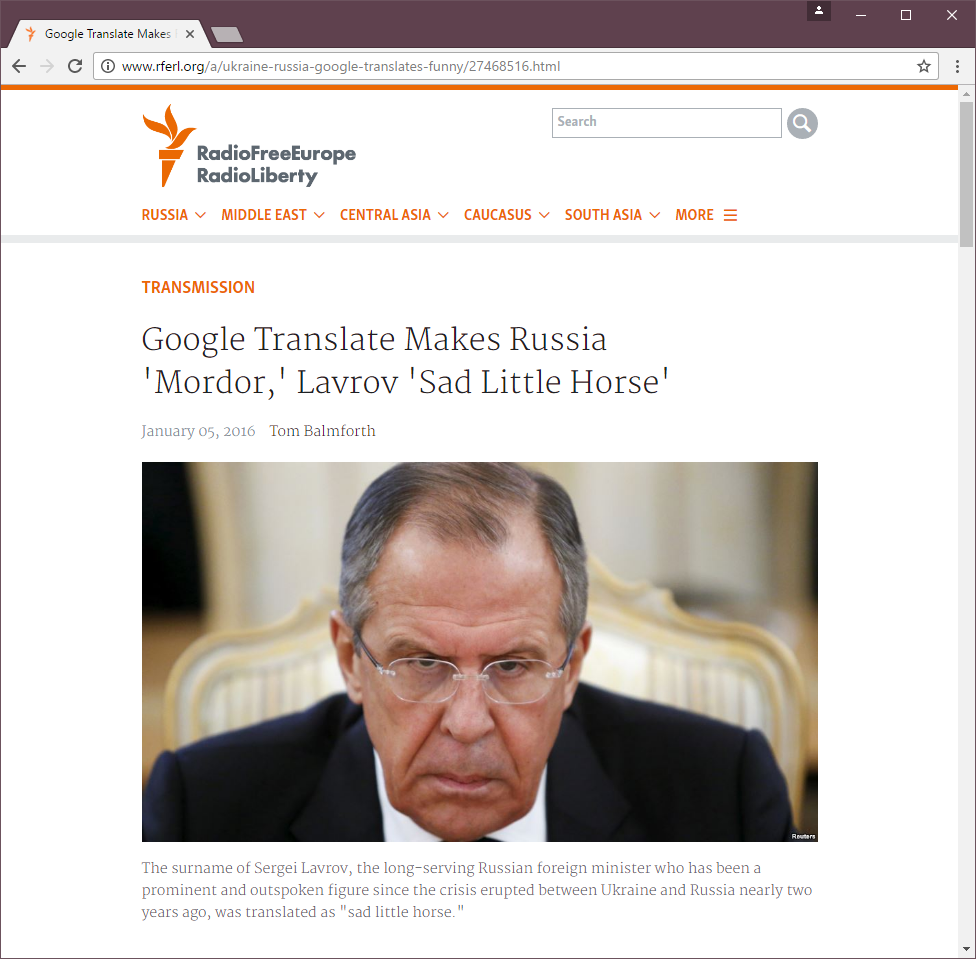 Google Translate Makes
www.rferl.org/a/ukraine-russia-google-translates-funny/27468516.html
RadioFreeEurope
RadioLiberty
Search
RUSSIA MIDDLE EAST CENTRAL ASIA CAUCASUS SOUTH ASIA MORE
TRANSMISSION
Google Translate Makes Russia
'Mordor,' Lavrov 'Sad Little Horse'
January 05, 2016 Tom Balmforth
Reuters
The surname of Sergei Lavrov, the long-serving Russian foreign minister who has been a
prominent and outspoken figure since the crisis erupted between Ukraine and Russia nearly two
years ago, was translated as "sad little horse."